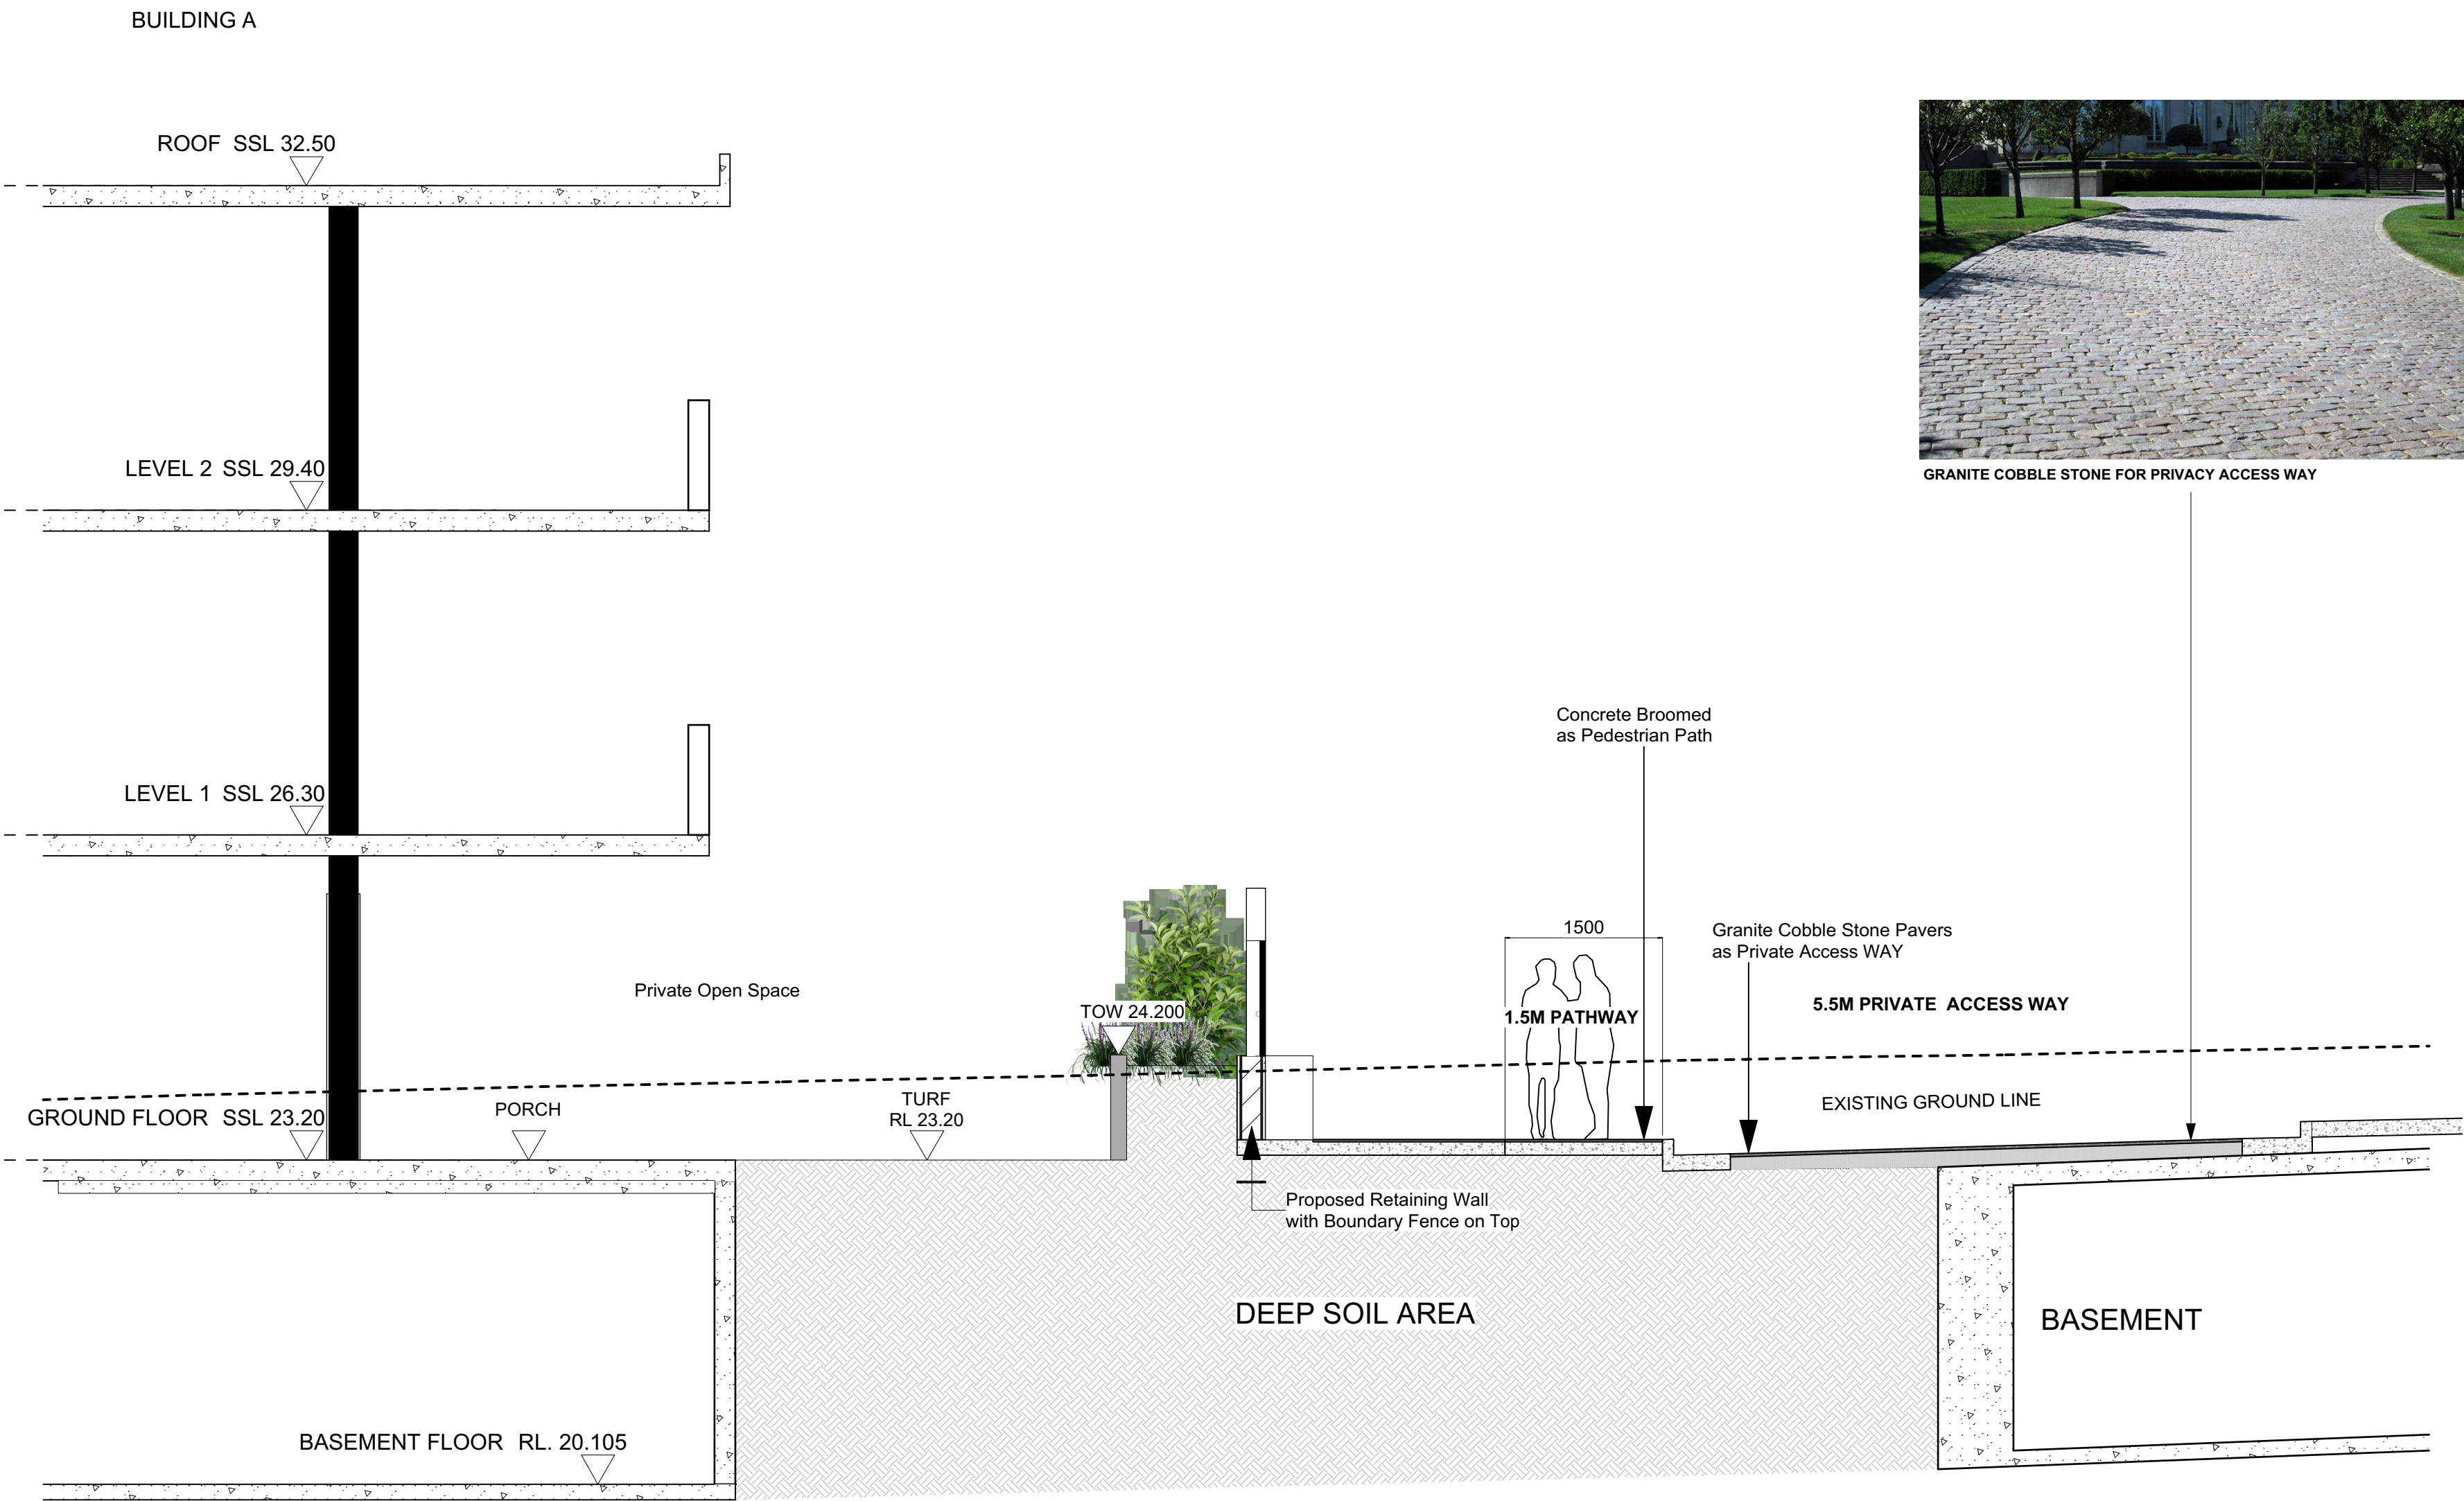 BUILDING A
ROOF  SSL 32.50
LEVEL 2  SSL 29.40
GRANITE COBBLE STONE FOR PRIVACY ACCESS WAY
Concrete Broomed
as Pedestrian Path
LEVEL 1  SSL 26.30
1500
Granite Cobble Stone Pavers
as Private Access WAY
Private Open Space
TOW 24.200
1.5M PATHWAY
5.5M PRIVATE  ACCESS WAY
GROUND FLOOR  SSL 23.20
PORCH
TURF
RL 23.20
EXISTING GROUND LINE
Proposed Retaining Wall
with Boundary Fence on Top
DEEP SOIL AREA
BASEMENT
BASEMENT FLOOR  RL. 20.105